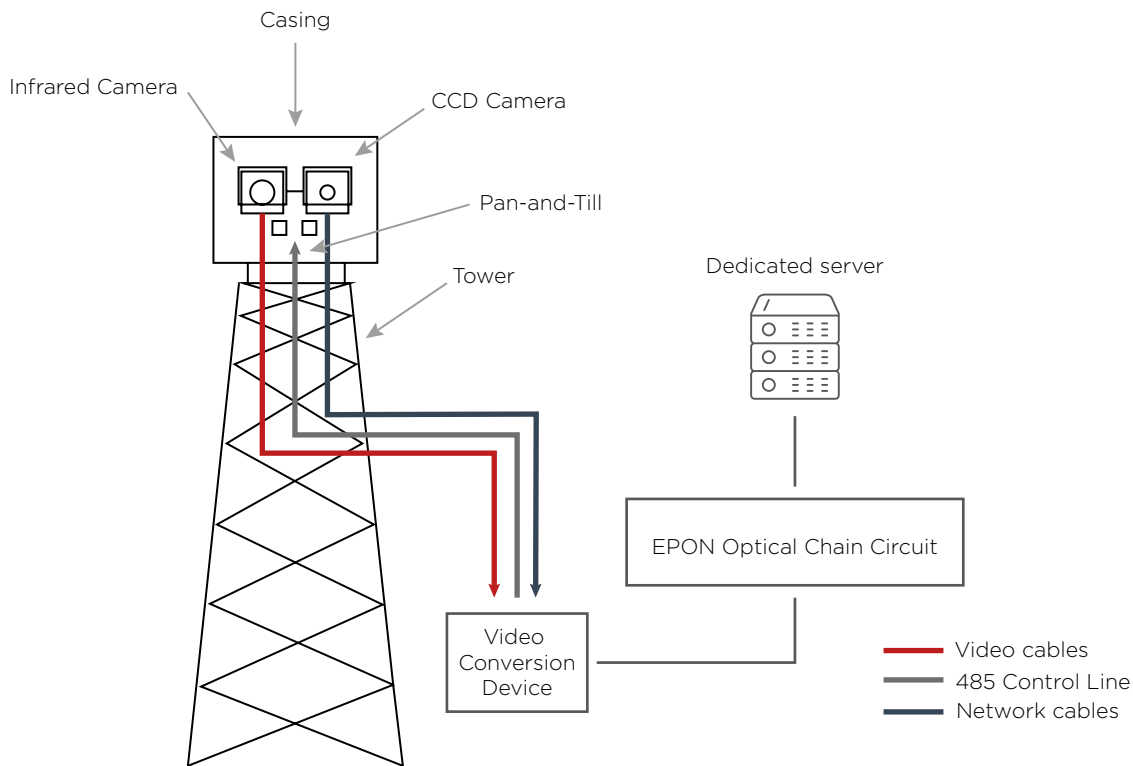 Casing
Infrared Camera
CCD Camera
Pan-and-Till
Tower
Dedicated server
EPON Optical Chain Circuit
Video
Conversion
Device
Video cables
485 Control Line
Network cables